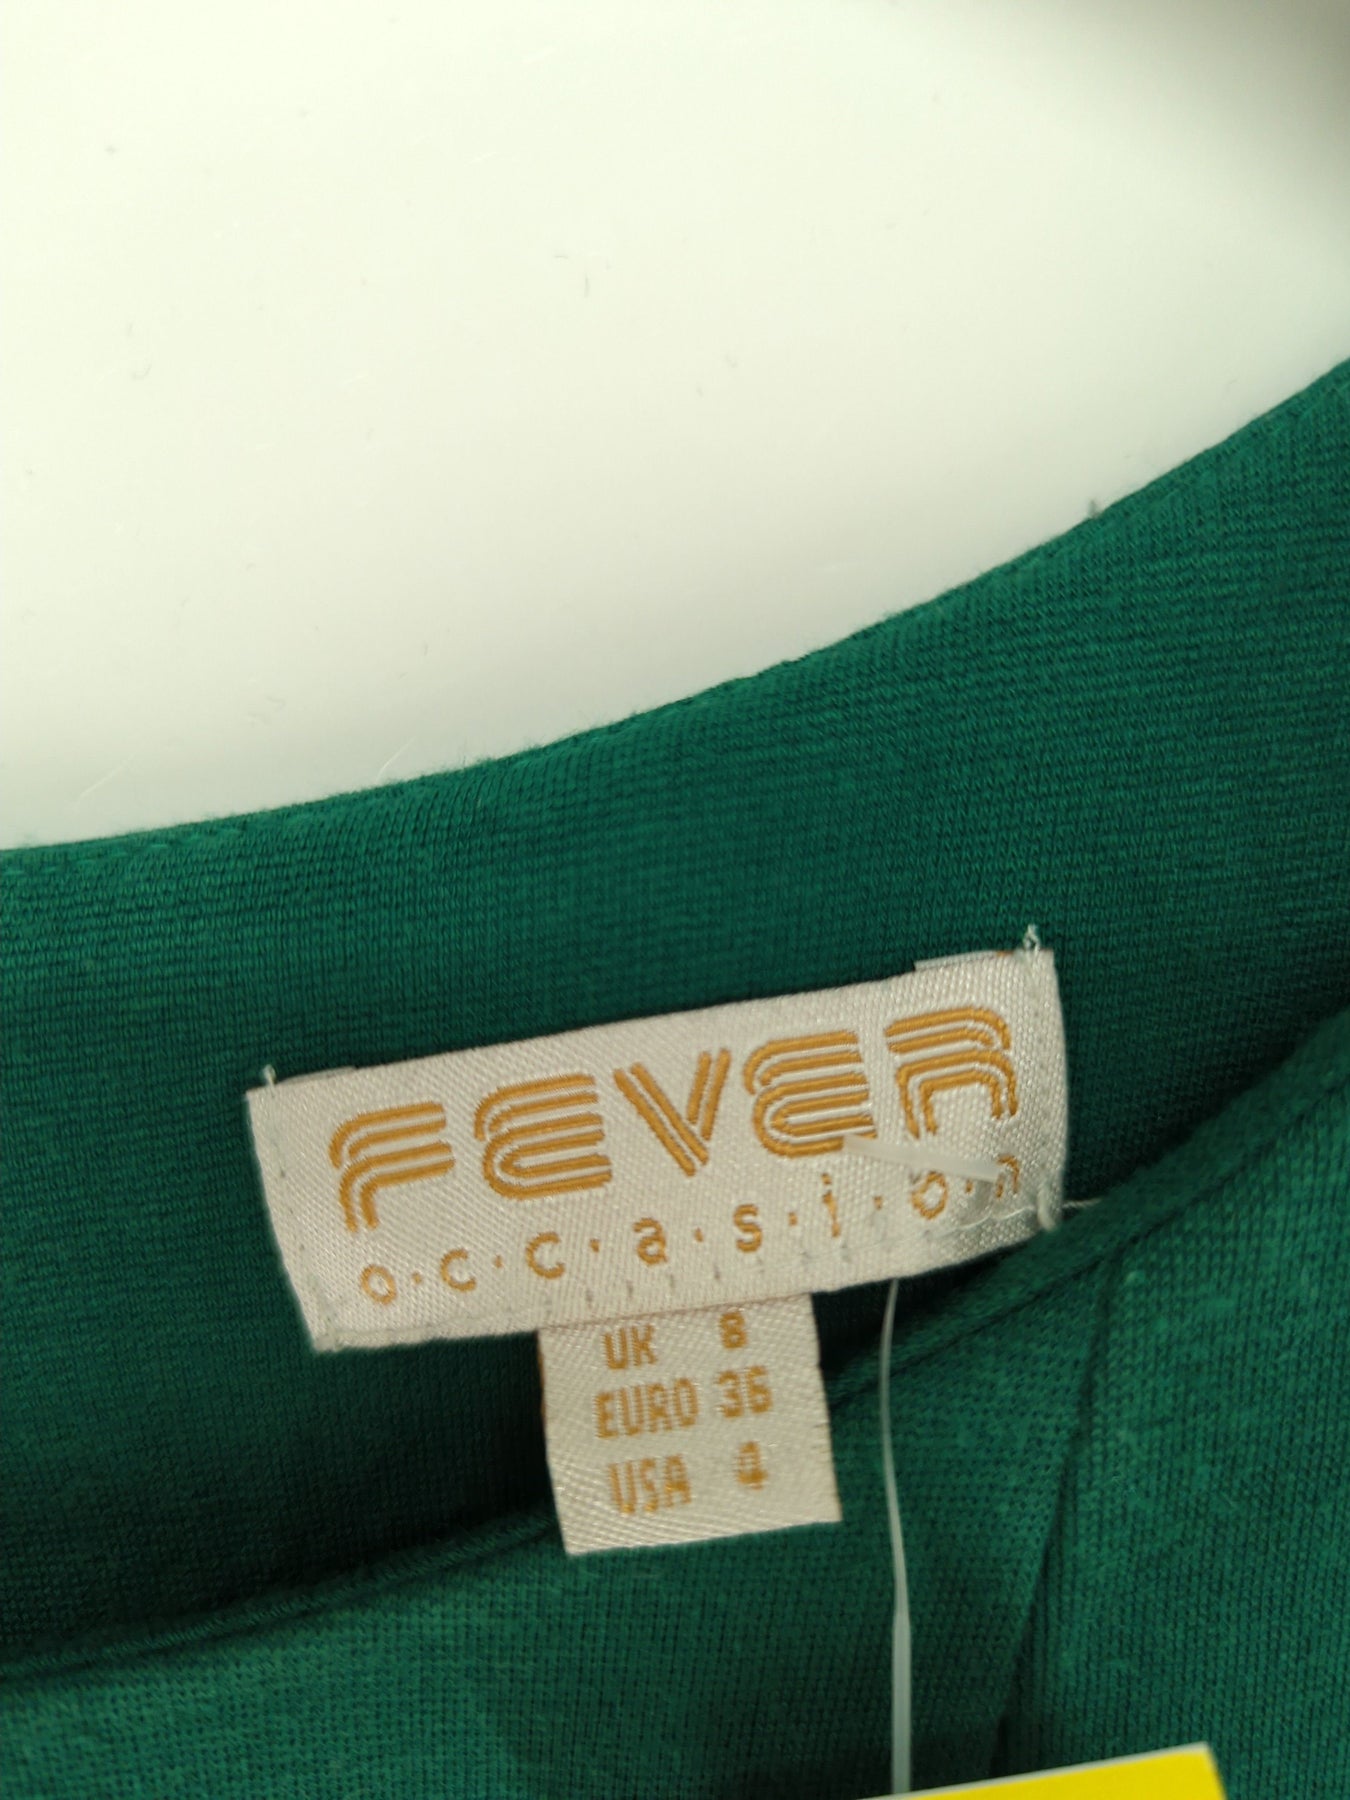 FEVER
o.c.c.a.s.i.o.n
UK 8
EURO 36
USA 4